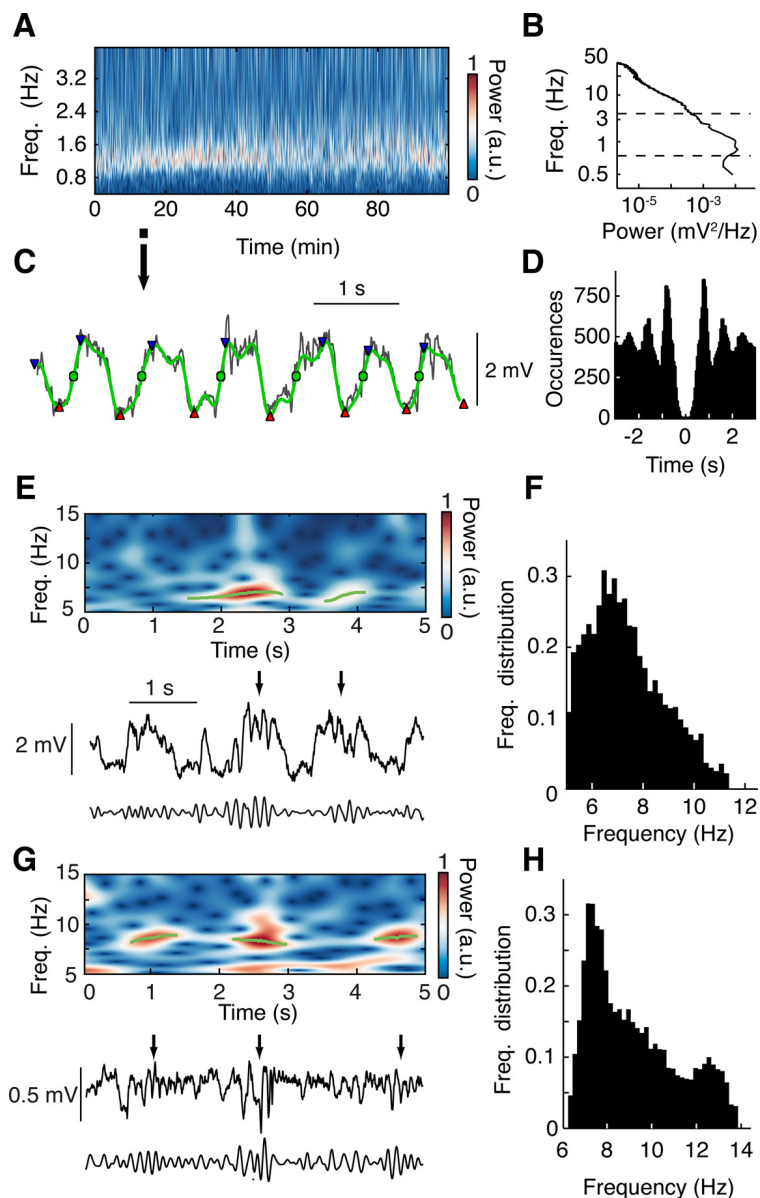 A
Freq. (Hz)
3.2
2.4
1.6
0.8
0 20 40 60 80
Time (min)
1
0
Power (a.u.)
B
Freq. (Hz)
50
10
3
1
0.5
10-5 10-3
Power (mV2/Hz)
C
1 s
2 mV
D
Occurences
750
500
250
0
-2 0 2
Time (s)
E
Freq. (Hz)
15
10
5
0 1 2 3 4 5
Time (s)
1
0
Power (a.u.)
1 s
2 mV
F
Freq. distribution
0.3
0.2
0.1
0
6 8 10 12
Frequency (Hz)
G
Freq. (Hz)
15
10
5
0 1 2 3 4 5
Time (s)
1
0
Power (a.u.)
0.5 mV
H
Freq. distribution
0.3
0.2
0.1
0
6 8 10 12 14
Frequency (Hz)